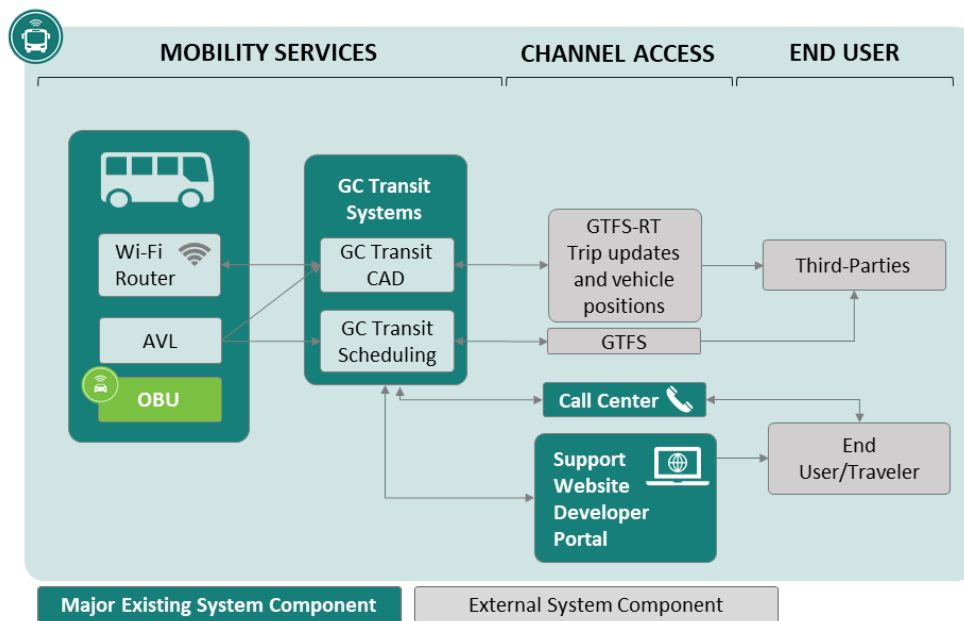 MOBILITY SERVICES
CHANNEL ACCESS
END USER
Wi-Fi
Router
AVL
OBU
GC Transit
Systems
GC Transit
CAD
GC Transit
Scheduling
GTFS-RT
Trip updates
and vehicle
positions
GTFS
Call Center
Support
Website
Developer
Portal
Third-Parties
End
User/Traveler
Major Existing System Component
External System Component